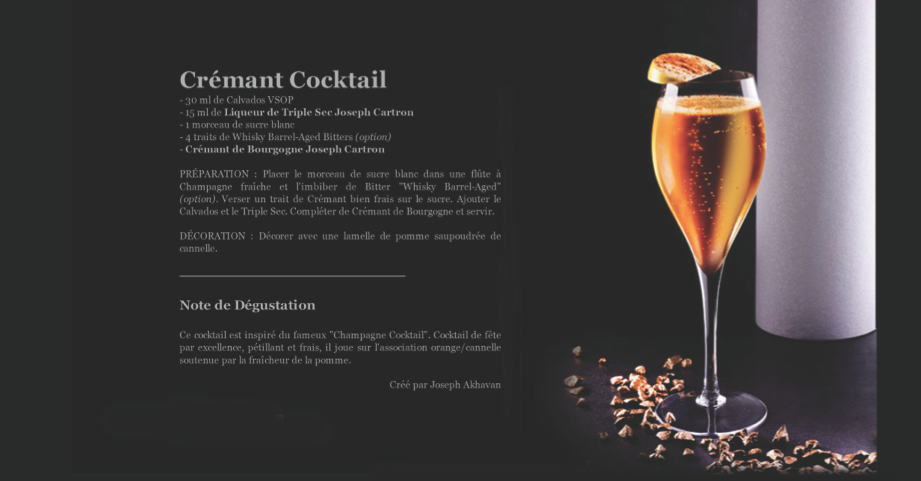 Crémant Cocktail
- 30 ml de Calvados VSOP
- 15 ml de Liqueur de Triple Sec Joseph Cartron
- 1 morceau de sucre blanc
- 4 traits de Whisky Barrel-Aged Bitters (option)
- Crémant de Bourgogne Joseph Cartron
PRÉPARATION : Placer le morceau de sucre blanc dans une flûte à
Champagne fraîche et l'imbiber de Bitter "Whisky Barrel-Aged"
(option). Verser un trait de Crémant bien frais sur le sucre. Ajouter le
Calvados et le Triple Sec. Compléter de Crémant de Bourgogne et servir.
DÉCORATION : Décorer avec une lamelle de pomme saupoudrée de
cannelle.
Note de Dégustation
Ce cocktail est inspiré du fameux "Champagne Cocktail". Cocktail de fête
par excellence, pétillant et frais, il joue sur l'association orange/cannelle
soutenue par la fraîcheur de la pomme.
Créé par Joseph Akhavan